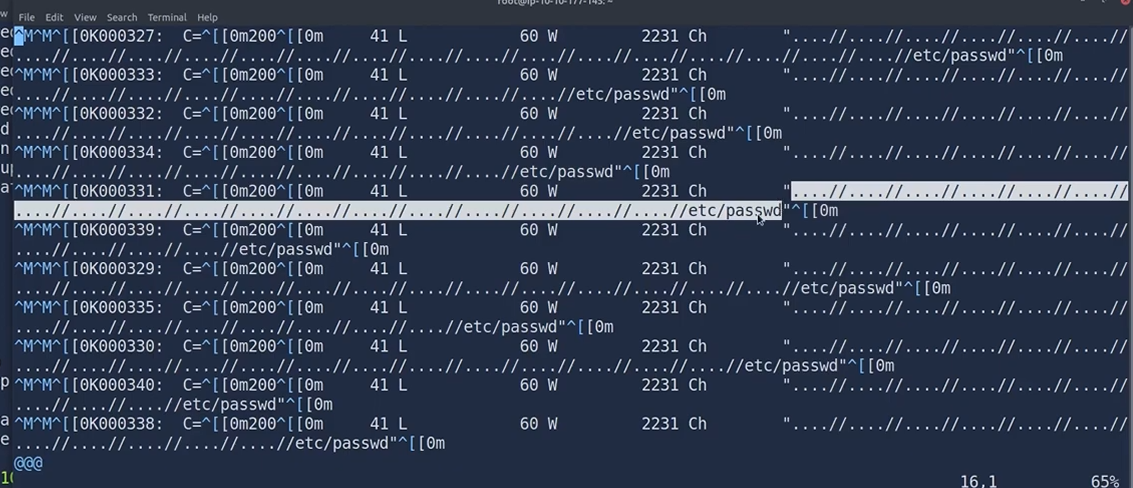 File Edit View Search Terminal Help
^M^M^[[0K000327:  C=^[[0m200^[[0m     41 L            60 W         2231 Ch        "....//....//....//....//....//....//
....//....//....//....//....//....//....//....//....//....//....//....//....//....//....//....//etc/passwd"^[[0m
^M^M^[[0K000333:  C=^[[0m200^[[0m     41 L            60 W         2231 Ch        "....//....//....//....//....//....//
....//....//....//....//....//....//....//....//....//....//etc/passwd"^[[0m
^M^M^[[0K000332:  C=^[[0m200^[[0m     41 L            60 W         2231 Ch        "....//....//....//....//....//....//
....//....//....//....//....//....//....//....//....//....//....//etc/passwd"^[[0m
^M^M^[[0K000334:  C=^[[0m200^[[0m     41 L            60 W         2231 Ch        "....//....//....//....//....//....//
....//....//....//....//....//....//....//....//....//etc/passwd"^[[0m
^M^M^[[0K000331:  C=^[[0m200^[[0m     41 L            60 W         2231 Ch        "....//....//....//....//....//....//
....//....//....//....//....//....//....//....//....//....//....//....//etc/passwd"^[[0m
^M^M^[[0K000339:  C=^[[0m200^[[0m     41 L            60 W         2231 Ch        "....//....//....//....//....//....//
....//....//....//....//etc/passwd"^[[0m
^M^M^[[0K000329:  C=^[[0m200^[[0m     41 L            60 W         2231 Ch        "....//....//....//....//....//....//
....//....//....//....//....//....//....//....//....//....//....//....//....//....//etc/passwd"^[[0m
^M^M^[[0K000335:  C=^[[0m200^[[0m     41 L            60 W         2231 Ch        "....//....//....//....//....//....//
....//....//....//....//....//....//....//....//etc/passwd"^[[0m
^M^M^[[0K000330:  C=^[[0m200^[[0m     41 L            60 W         2231 Ch        "....//....//....//....//....//....//
....//....//....//....//....//....//....//....//....//....//....//....//....//etc/passwd"^[[0m
^M^M^[[0K000340:  C=^[[0m200^[[0m     41 L            60 W         2231 Ch        "....//....//....//....//....//....//
....//....//....//etc/passwd"^[[0m
^M^M^[[0K000338:  C=^[[0m200^[[0m     41 L            60 W         2231 Ch        "....//....//....//....//....//....//
....//....//....//....//....//etc/passwd"^[[0m
@@@
16,1 65%